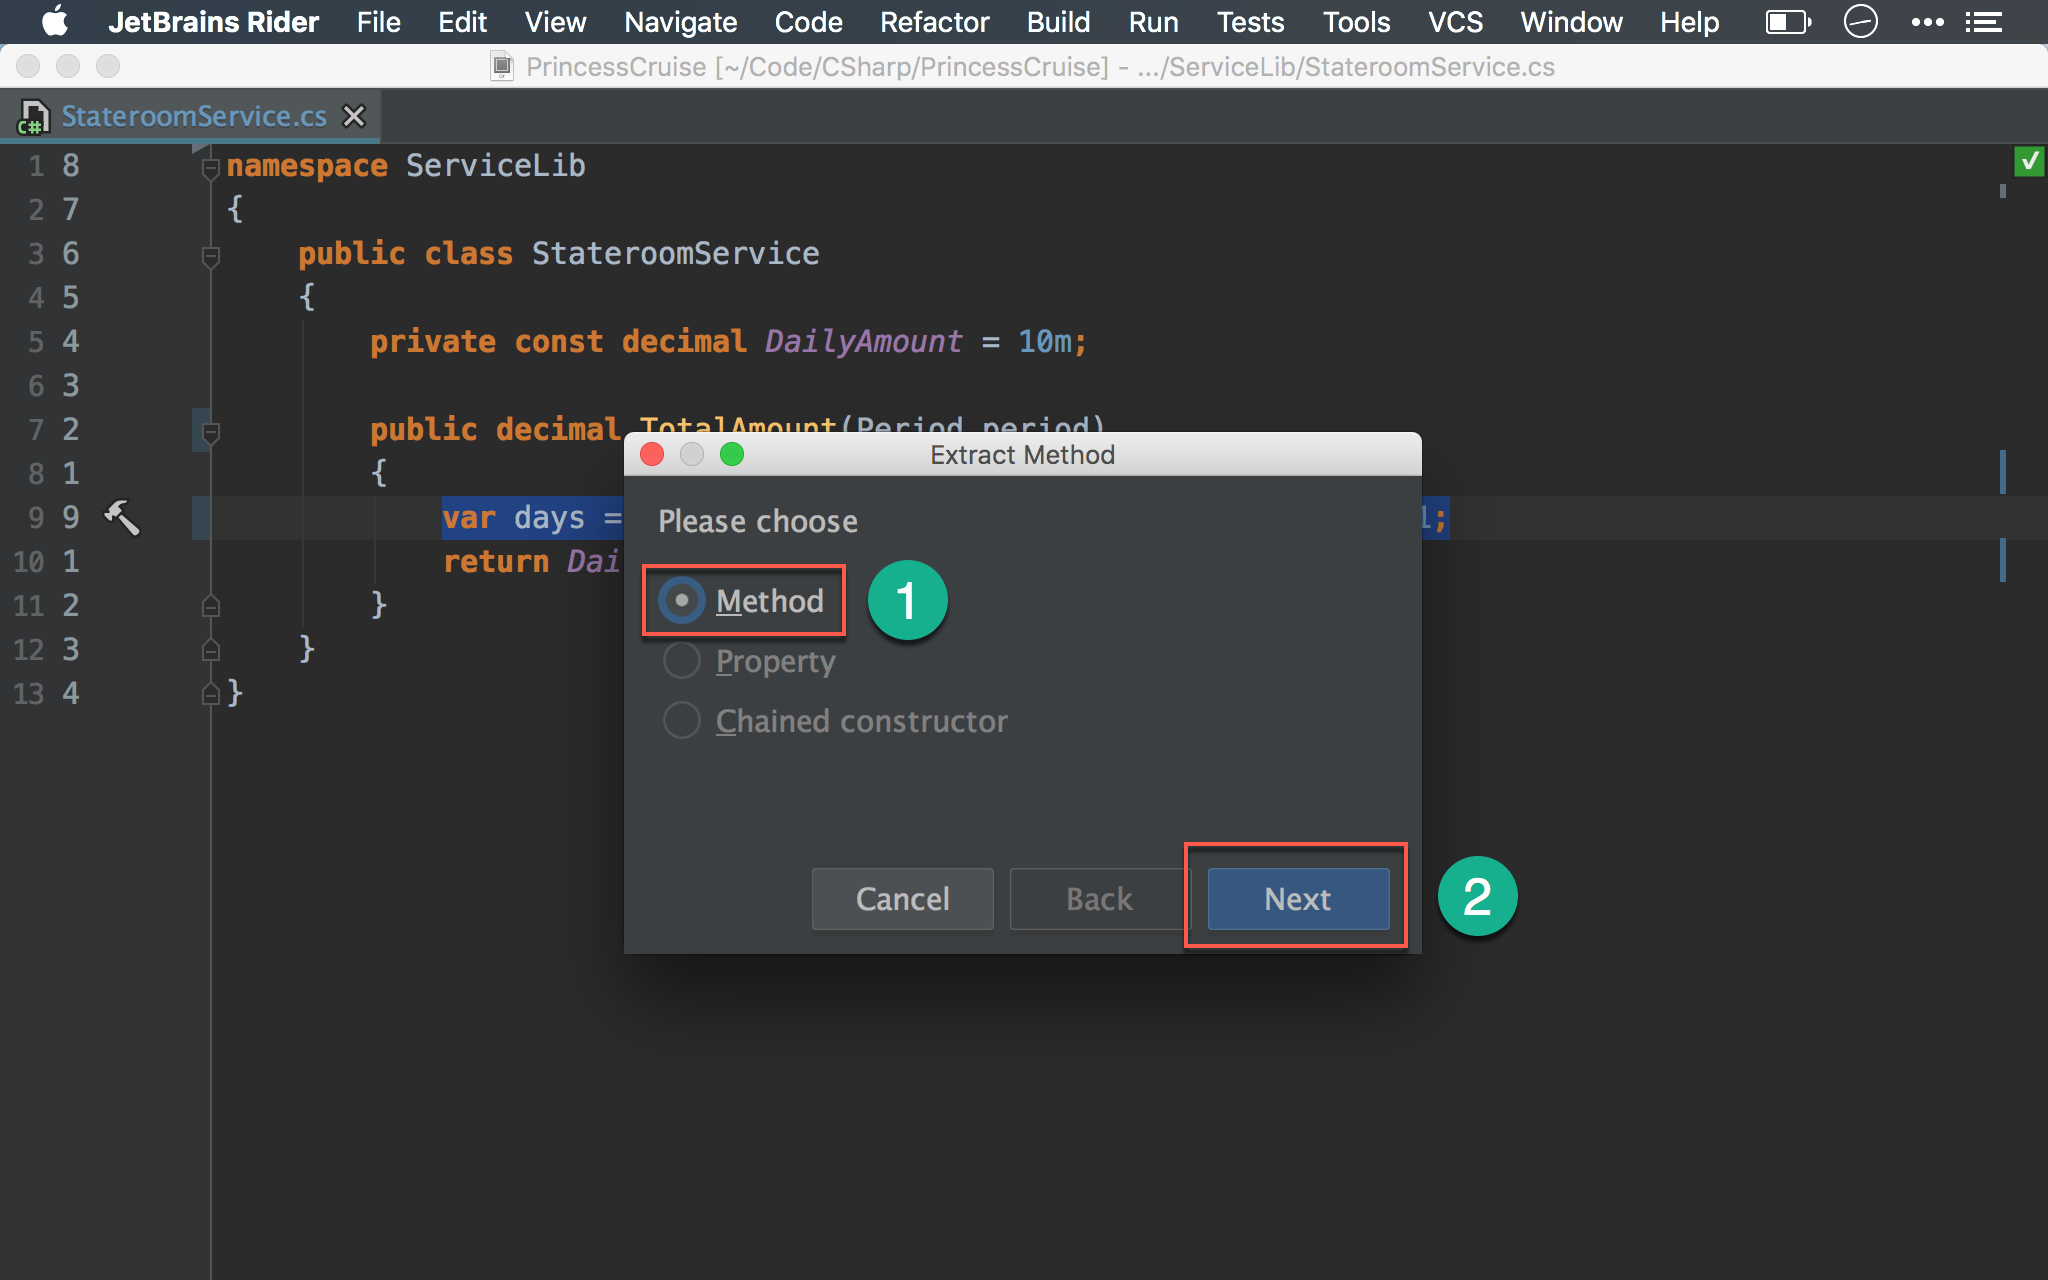 JetBrains Rider File Edit View Navigate Code Refactor Build Run Tests Tools VCS Window Help
PrincessCruise [~/Code/CSharp/PrincessCruise] - .../ServiceLib/StateroomService.cs
C# StateroomService.cs
1 8 namespace ServiceLib
2 7 {
3 6 public class StateroomService
4 5 {
5 4 private const decimal DailyAmount = 10m;
6 3
7 2 public decimal TotalAmount(Period period)
8 1 {
9 9 var days = 1;
10 1 return Dai
11 2 }
12 3 }
13 4 }
Extract Method
Please choose
Method
1
Property
Chained constructor
Cancel Back Next
2